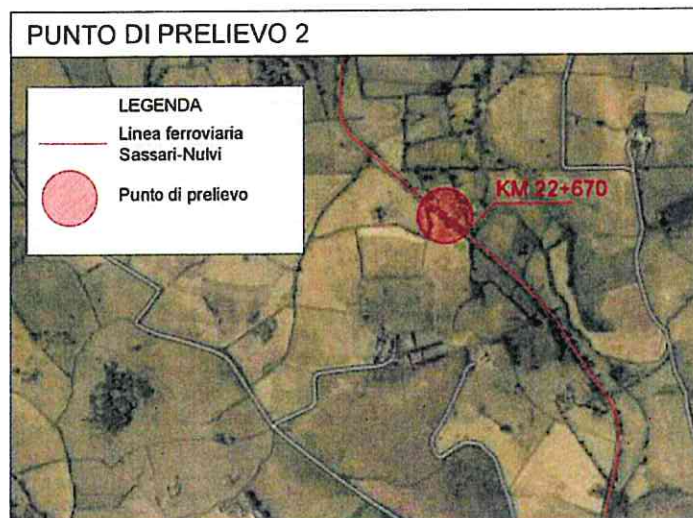 PUNTO DI PRELIEVO 2
LEGENDA
Linea ferroviaria
Sassari-Nulvi
Punto di prelievo
KM 22+670